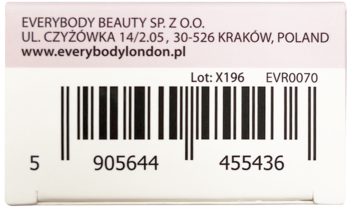 EVERYBODY BEAUTY SP. Z O.O.
UL. CZYŻÓWKA 14/2.05, 30-526 KRAKÓW, POLAND
www.everybodylondon.pl
Lot: X196 EVR0070
5 905644 455436